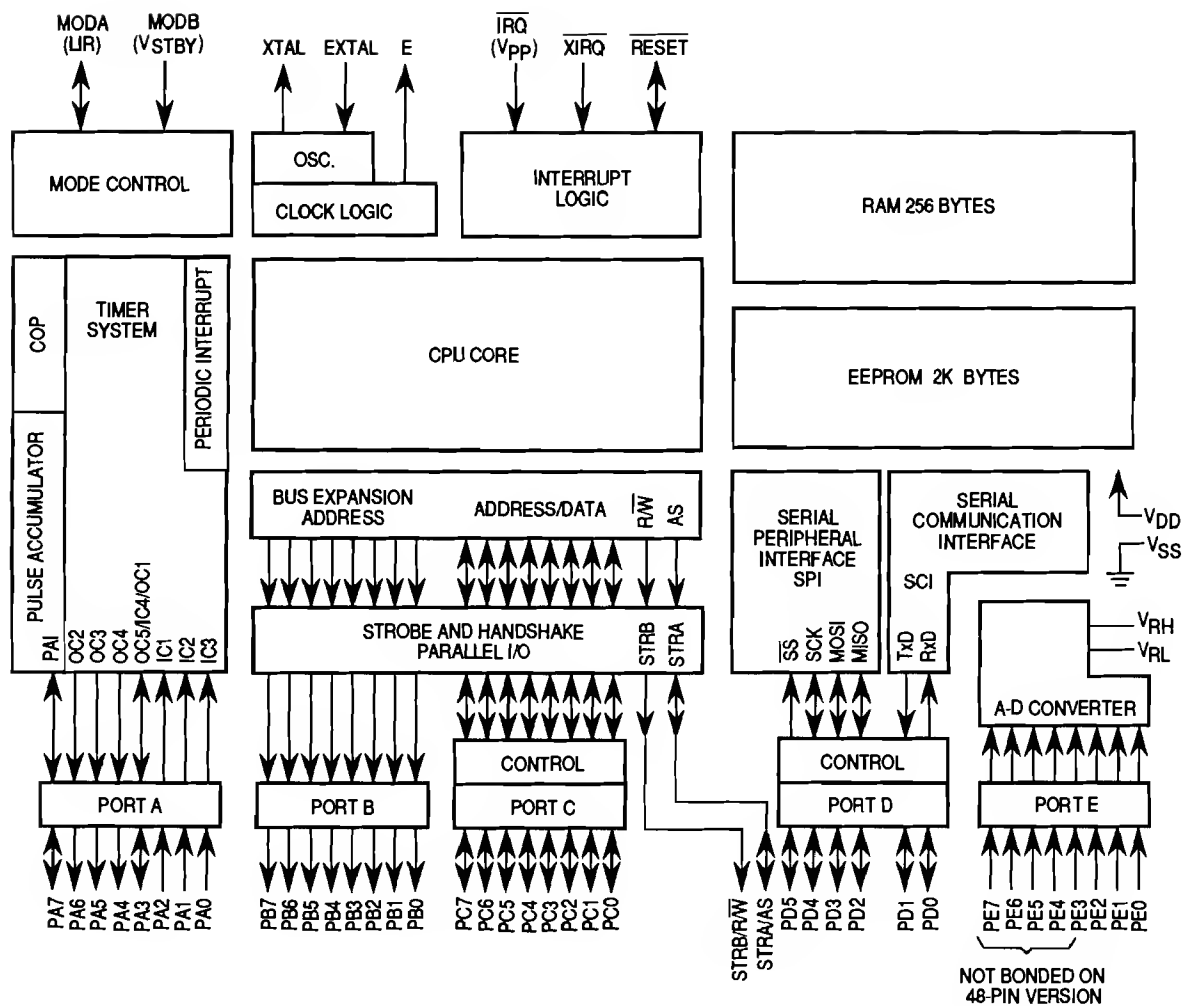 MODA
(LIR)
MODB
(VSTBY)
XTAL
EXTAL
E
IRQ
(VPP)
XIRQ
RESET
MODE CONTROL
OSC.
CLOCK LOGIC
INTERRUPT
LOGIC
RAM 256 BYTES
COP
TIMER
SYSTEM
PERIODIC INTERRUPT
CPU CORE
EEPROM 2K BYTES
PULSE ACCUMULATOR
PAI
OC2
OC3
OC4
OC5/IC4/OC1
IC1
IC2
IC3
BUS EXPANSION
ADDRESS
ADDRESS/DATA
R/W
AS
STROBE AND HANDSHAKE
PARALLEL I/O
STRB
STRA
SERIAL
PERIPHERAL
INTERFACE
SPI
SS
SCK
MOSI
MISO
SERIAL
COMMUNICATION
INTERFACE
SCI
TxD
RxD
VDD
VSS
VRH
VRL
A-D CONVERTER
CONTROL
CONTROL
PORT A
PORT B
PORT C
PORT D
PORT E
PA7
PA6
PA5
PA4
PA3
PA2
PA1
PA0
PB7
PB6
PB5
PB4
PB3
PB2
PB1
PB0
PC7
PC6
PC5
PC4
PC3
PC2
PC1
PC0
STRB/R/W
STRA/AS
PD5
PD4
PD3
PD2
PD1
PD0
PE7
PE6
PE5
PE4
PE3
PE2
PE1
PE0
NOT BONDED ON
48-PIN VERSION